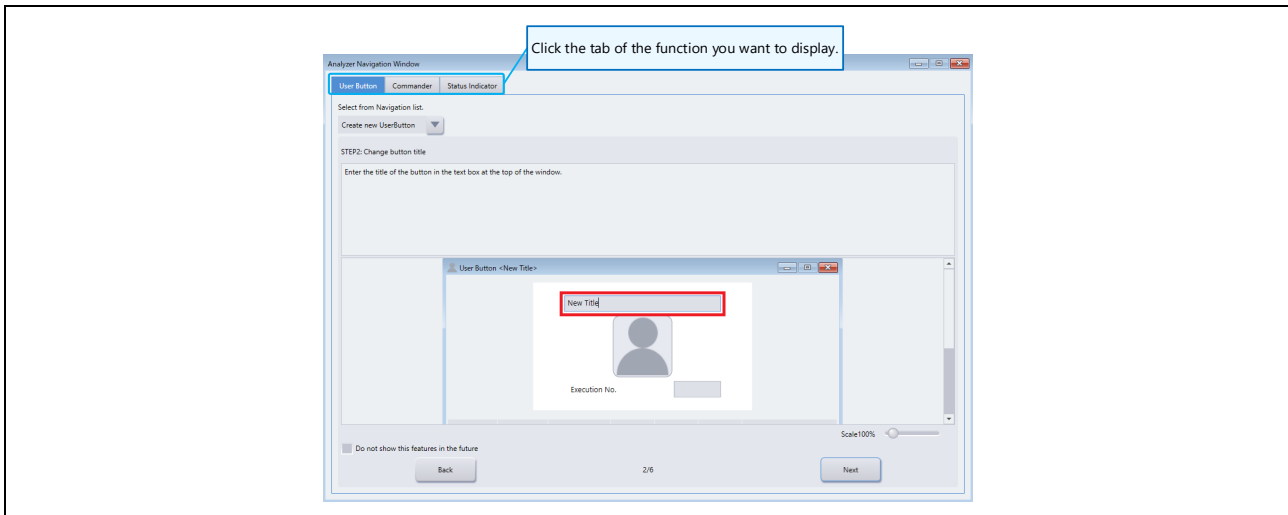 Click the tab of the function you want to display.
Analyzer Navigation Window
User Button Commander Status Indicator
Select from Navigation list.
Create new UserButton
STEP2: Change button title
Enter the title of the button in the text box at the top of the window.
User Button <New Title>
New Title
Execution No.
Scale100%
Do not show this features in the future
Back 2/6 Next